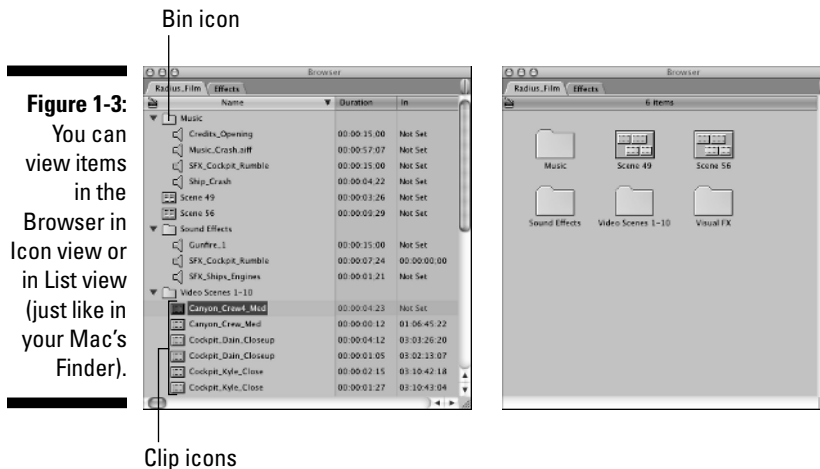 Bin icon
Figure 1-3:
You can
view items
in the
Browser in
Icon view or
in List view
(just like in
your Mac's
Finder).
Browser
Radius_Film Effects
Name Duration In
Music
Credits_Opening 00:00:15;00 Not Set
Music_Crash.aiff 00:00:57:07 Not Set
SFX_Cockpit_Rumble 00:00:15;00 Not Set
Ship_Crash 00:00:04;22 Not Set
Scene 49 00:00:03;26 Not Set
Scene 56 00:00:09;29 Not Set
Sound Effects
Gunfire_1 00:00:15;00 Not Set
SFX_Cockpit_Rumble 00:00:07;24 00:00:00;00
SFX_Ships_Engines 00:00:01;21 Not Set
Video Scenes 1-10
Canyon_Crew4_Med 00:00:04:23 Not Set
Canyon_Crew_Med 00:00:00:12 01:06:45:22
Cockpit_Dain_Closeup 00:00:04:12 03:03:26:20
Cockpit_Dain_Closeup 00:00:01:05 03:02:13:07
Cockpit_Kyle_Close 00:00:02:15 03:10:42:18
Cockpit_Kyle_Close 00:00:01:27 03:10:43:04
Clip icons
Browser
Radius_Film Effects
6 items
Music Scene 49 Scene 56
Sound Effects Video Scenes 1-10 Visual FX